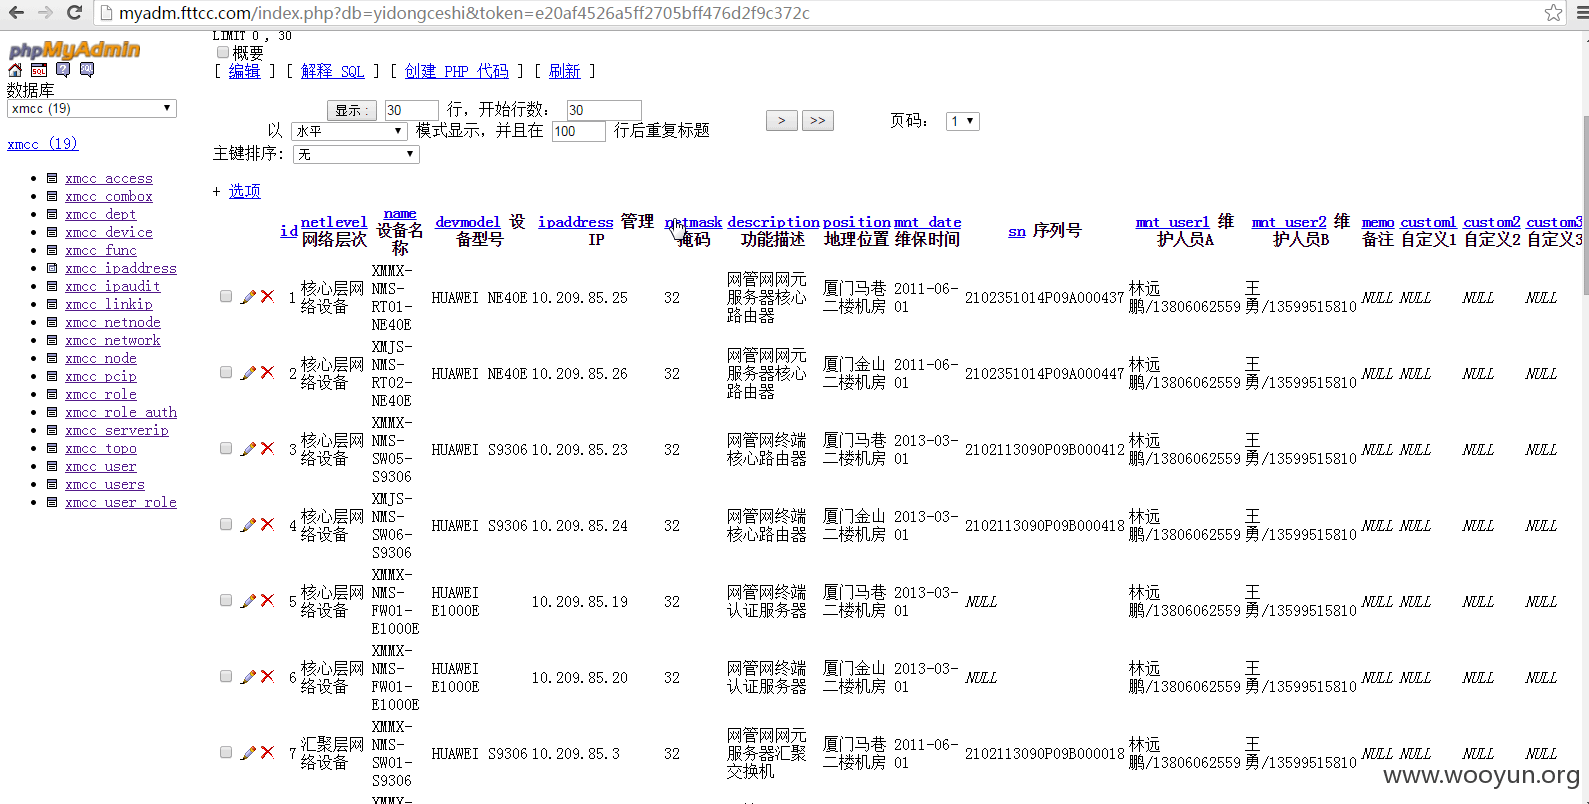 myadm.fttcc.com/index.php?db=yidongceshi&token=e20af4526a5ff2705bff476d2f9c372c
phpMyAdmin
数据库
xmcc (19)
xmcc (19)
xmcc_access
xmcc_combox
xmcc_dept
xmcc_device
xmcc_func
xmcc_ipaddress
xmcc_ipaudit
xmcc_linkip
xmcc_netnode
xmcc_network
xmcc_node
xmcc_pcip
xmcc_role
xmcc_role_auth
xmcc_serverip
xmcc_topo
xmcc_user
xmcc_users
xmcc_user_role
LIMIT 0 , 30
概要
[ 编辑 ] [ 解释 SQL ] [ 创建 PHP 代码 ] [ 刷新 ]
显示 : 30 行，开始行数： 30 > >> 页码： 1
以 水平 模式显示，并且在 100 行后重复标题
主键排序: 无
+ 选项
id netlevel 网络层次 name 设备名称 devmodel 设备型号 ipaddress 管理IP netmask 掩码 description 功能描述 position 地理位置 mnt_date 维保时间 sn 序列号 mnt_user1 维护人员A mnt_user2 维护人员B memo 备注 custom1 自定义1 custom2 自定义2 custom3 自定义3
1 核心层网络设备 XMMX-NMS-RT01-NE40E HUAWEI NE40E 10.209.85.25 32 网管网网元服务器核心路由器 厦门马巷二楼机房 2011-06-01 2102351014P09A000437 林远鹏/13806062559 王勇/13599515810 NULL NULL NULL NULL
2 核心层网络设备 XMJS-NMS-RT02-NE40E HUAWEI NE40E 10.209.85.26 32 网管网网元服务器核心路由器 厦门金山二楼机房 2011-06-01 2102351014P09A000447 林远鹏/13806062559 王勇/13599515810 NULL NULL NULL NULL
3 核心层网络设备 XMMX-NMS-SW05-S9306 HUAWEI S9306 10.209.85.23 32 网管网终端核心路由器 厦门马巷二楼机房 2013-03-01 2102113090P09B000412 林远鹏/13806062559 王勇/13599515810 NULL NULL NULL NULL
4 核心层网络设备 XMJS-NMS-SW06-S9306 HUAWEI S9306 10.209.85.24 32 网管网终端核心路由器 厦门金山二楼机房 2013-03-01 2102113090P09B000418 林远鹏/13806062559 王勇/13599515810 NULL NULL NULL NULL
5 核心层网络设备 XMMX-NMS-FW01-E1000E HUAWEI E1000E 10.209.85.19 32 网管网终端认证服务器 厦门马巷二楼机房 2013-03-01 NULL 林远鹏/13806062559 王勇/13599515810 NULL NULL NULL NULL
6 核心层网络设备 XMMX-NMS-FW01-E1000E HUAWEI E1000E 10.209.85.20 32 网管网终端认证服务器 厦门金山二楼机房 2013-03-01 NULL 林远鹏/13806062559 王勇/13599515810 NULL NULL NULL NULL
7 汇聚层网络设备 XMMX-NMS-SW01-S9306 HUAWEI S9306 10.209.85.3 32 网管网网元服务器汇聚交换机 厦门马巷二楼机房 2011-06-01 2102113090P09B000018 林远鹏/13806062559 王勇/13599515810 NULL NULL NULL NULL
XMMX-
www.wooyun.org